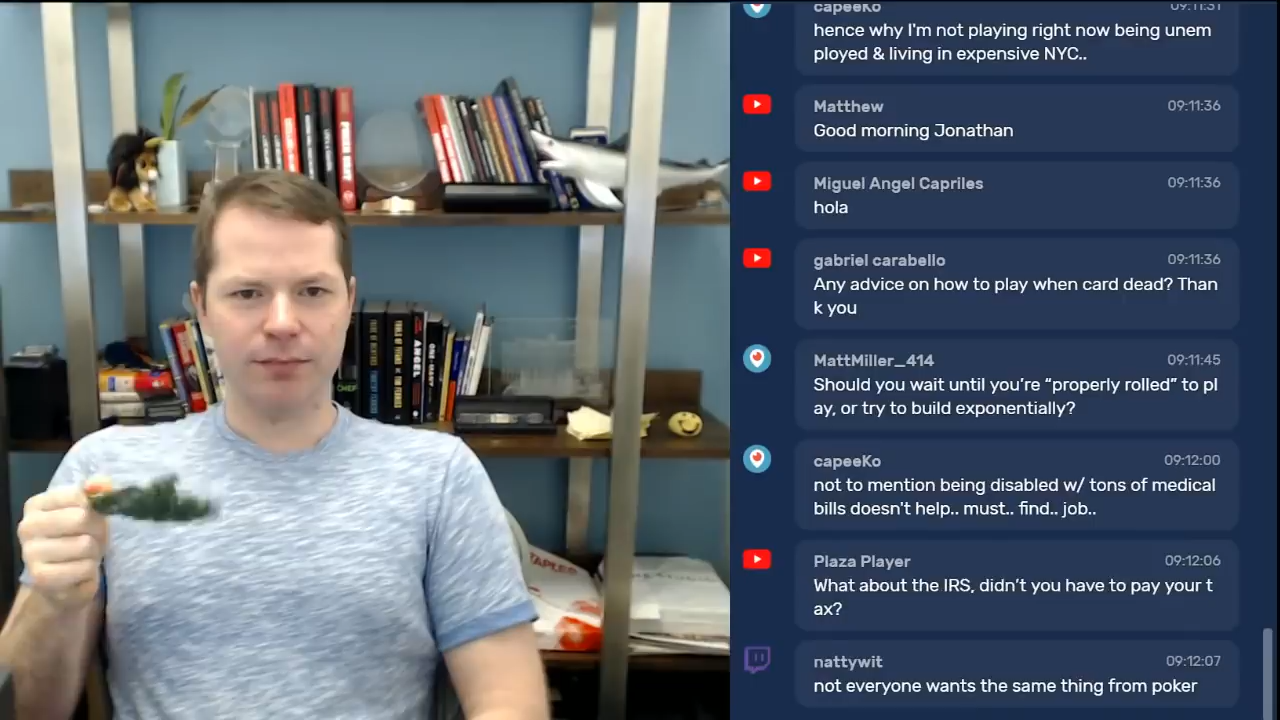 capeeKo 09:11:31
hence why I'm not playing right now being unem
ployed & living in expensive NYC..
Matthew 09:11:36
Good morning Jonathan
Miguel Angel Capriles 09:11:36
hola
gabriel carabello 09:11:36
Any advice on how to play when card dead? Than
k you
MattMiller_414 09:11:45
Should you wait until you’re “properly rolled” to pl
ay, or try to build exponentially?
capeeKo 09:12:00
not to mention being disabled w/ tons of medical
bills doesn't help.. must.. find.. job..
Plaza Player 09:12:06
What about the IRS, didn’t you have to pay your t
ax?
nattywit 09:12:07
not everyone wants the same thing from poker
STAPLES
ANGEL